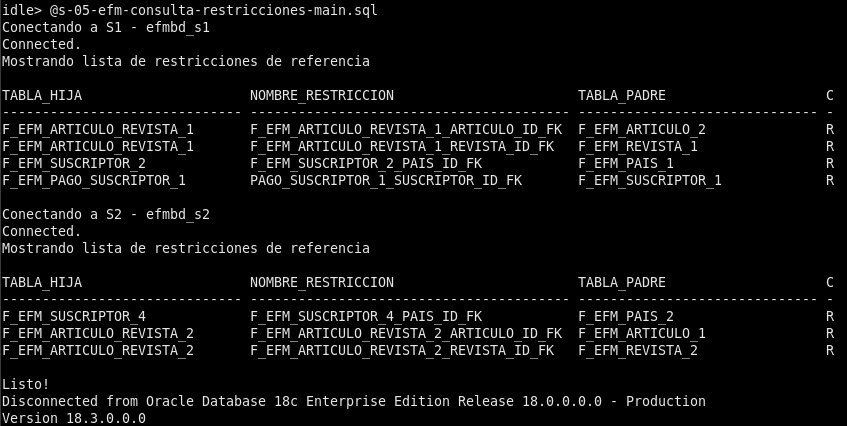 idle> @s-05-efm-consulta-restricciones-main.sql
Conectando a S1 - efmbd_s1
Connected.
Mostrando lista de restricciones de referencia
TABLA_HIJA                     NOMBRE_RESTRICCION                       TABLA_PADRE                    C
------------------------------ ---------------------------------------- ------------------------------ -
F_EFM_ARTICULO_REVISTA_1       F_EFM_ARTICULO_REVISTA_1_ARTICULO_ID_FK  F_EFM_ARTICULO_2               R
F_EFM_ARTICULO_REVISTA_1       F_EFM_ARTICULO_REVISTA_1_REVISTA_ID_FK   F_EFM_REVISTA_1                R
F_EFM_SUSCRIPTOR_2             F_EFM_SUSCRIPTOR_2_PAIS_ID_FK            F_EFM_PAIS_1                   R
F_EFM_PAGO_SUSCRIPTOR_1        PAGO_SUSCRIPTOR_1_SUSCRIPTOR_ID_FK       F_EFM_SUSCRIPTOR_1             R
Conectando a S2 - efmbd_s2
Connected.
Mostrando lista de restricciones de referencia
TABLA_HIJA                     NOMBRE_RESTRICCION                       TABLA_PADRE                    C
------------------------------ ---------------------------------------- ------------------------------ -
F_EFM_SUSCRIPTOR_4             F_EFM_SUSCRIPTOR_4_PAIS_ID_FK            F_EFM_PAIS_2                   R
F_EFM_ARTICULO_REVISTA_2       F_EFM_ARTICULO_REVISTA_2_ARTICULO_ID_FK  F_EFM_ARTICULO_1               R
F_EFM_ARTICULO_REVISTA_2       F_EFM_ARTICULO_REVISTA_2_REVISTA_ID_FK   F_EFM_REVISTA_2                R
Listo!
Disconnected from Oracle Database 18c Enterprise Edition Release 18.0.0.0.0 - Production
Version 18.3.0.0.0